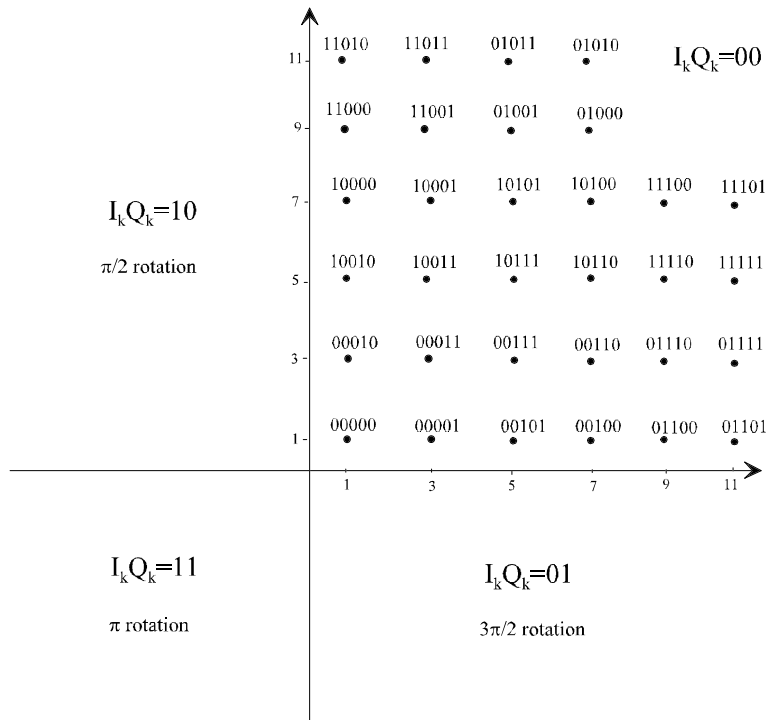 11010 11011 01011 01010
11 I_kQ_k=00
11000 11001 01001 01000
9
10000 10001 10101 10100 11100 11101
7
I_kQ_k=10
π/2 rotation
10010 10011 10111 10110 11110 11111
5
00010 00011 00111 00110 01110 01111
3
00000 00001 00101 00100 01100 01101
1
1 3 5 7 9 11
I_kQ_k=11
π rotation
I_kQ_k=01
3π/2 rotation